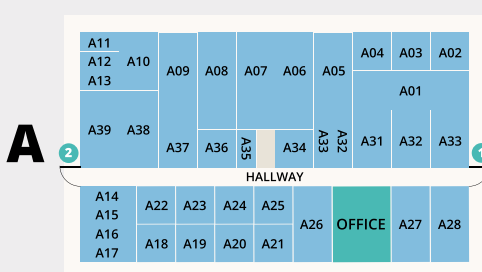 A11 A04 A03 A02
A12 A10 A09 A08 A07 A06 A05
A13
A01
A39 A38 A37 A36 A35 A34 A33 A32 A31 A32 A33
A 2 1
HALLWAY
A14
A15 A22 A23 A24 A25
A26 OFFICE A27 A28
A16
A18 A19 A20 A21
A17